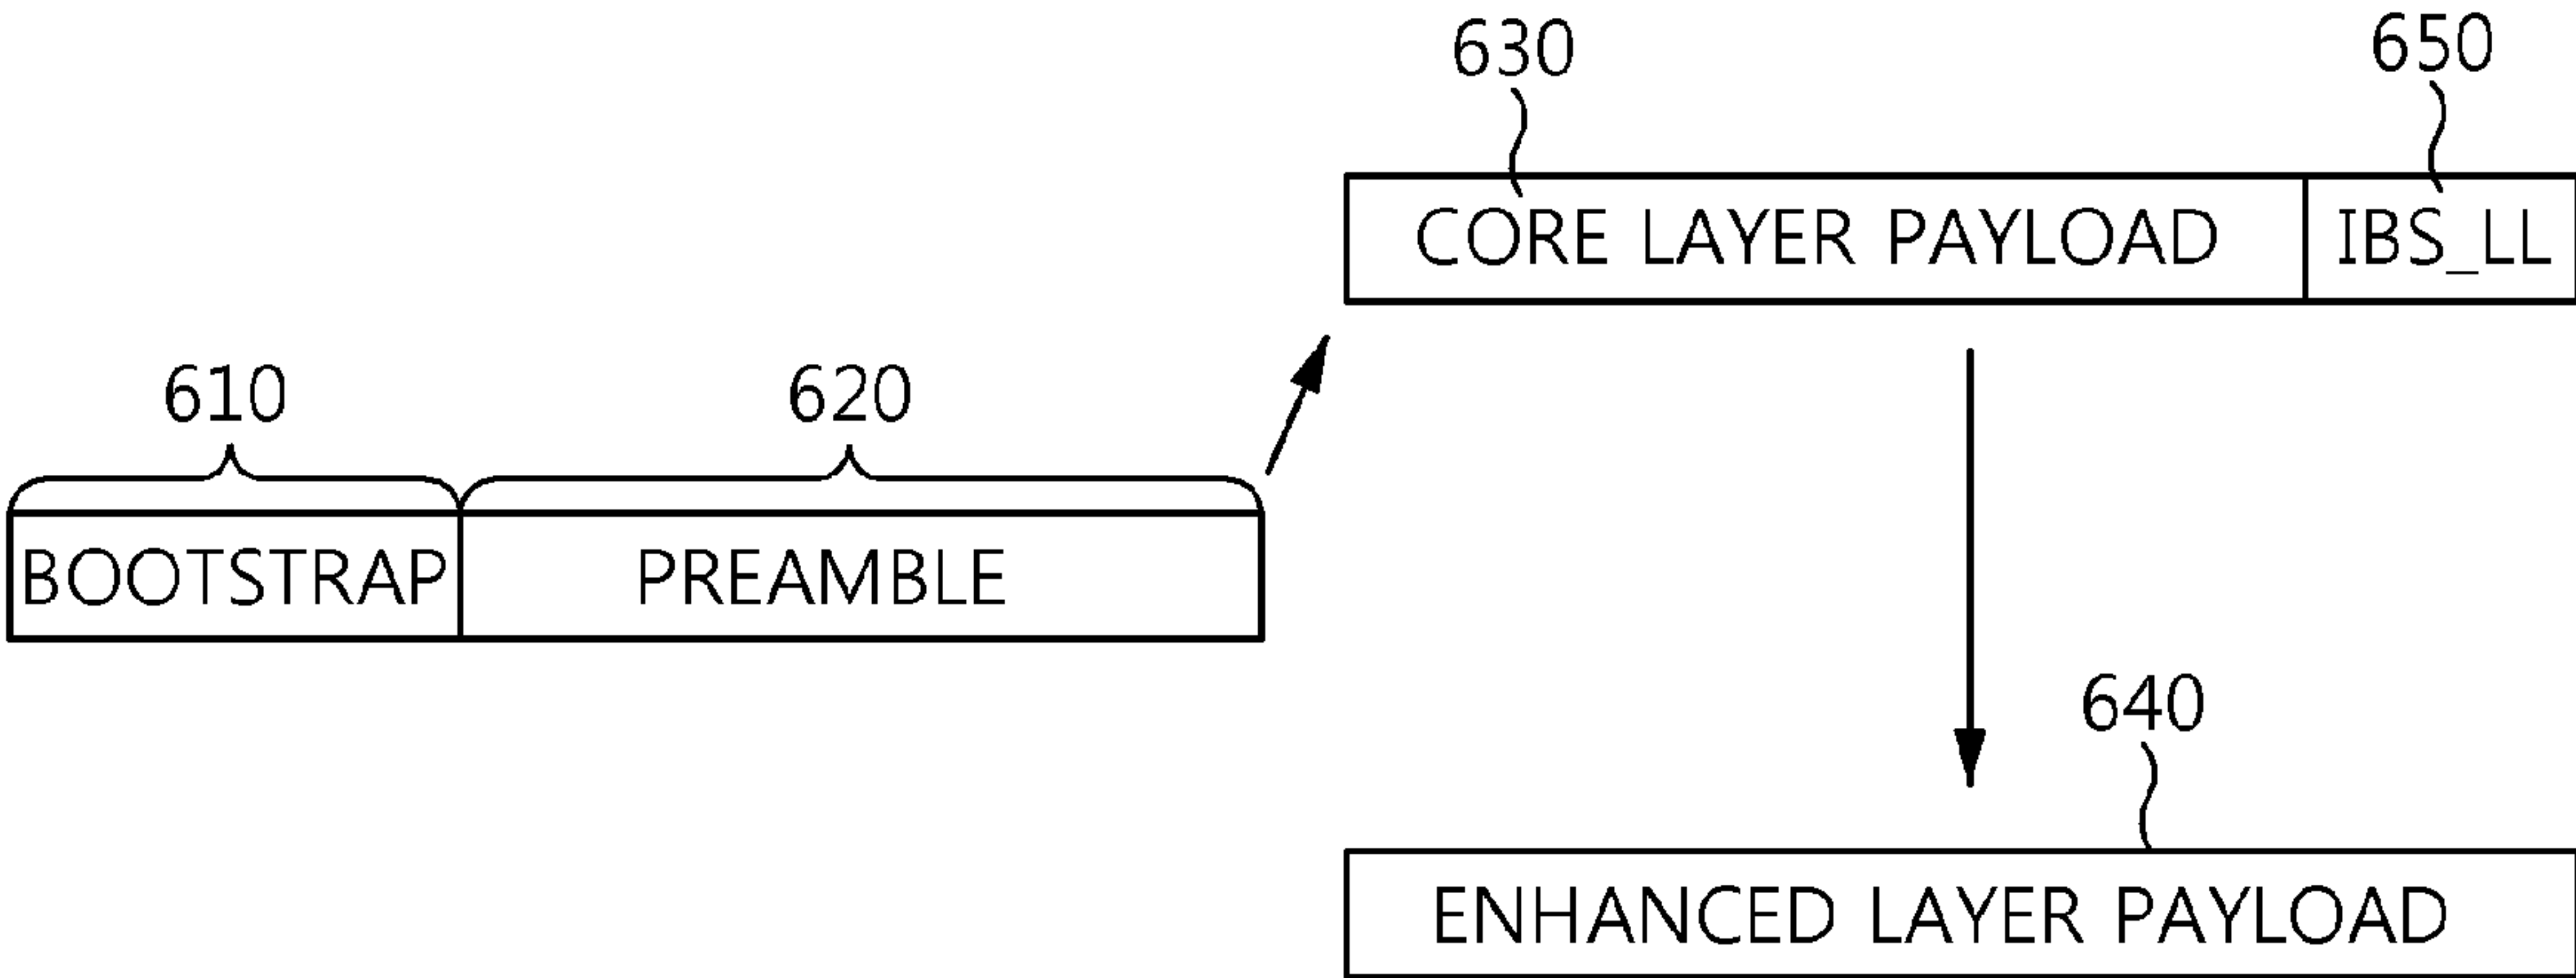 630
650
CORE LAYER PAYLOAD
IBS_LL
610
620
BOOTSTRAP
PREAMBLE
640
ENHANCED LAYER PAYLOAD